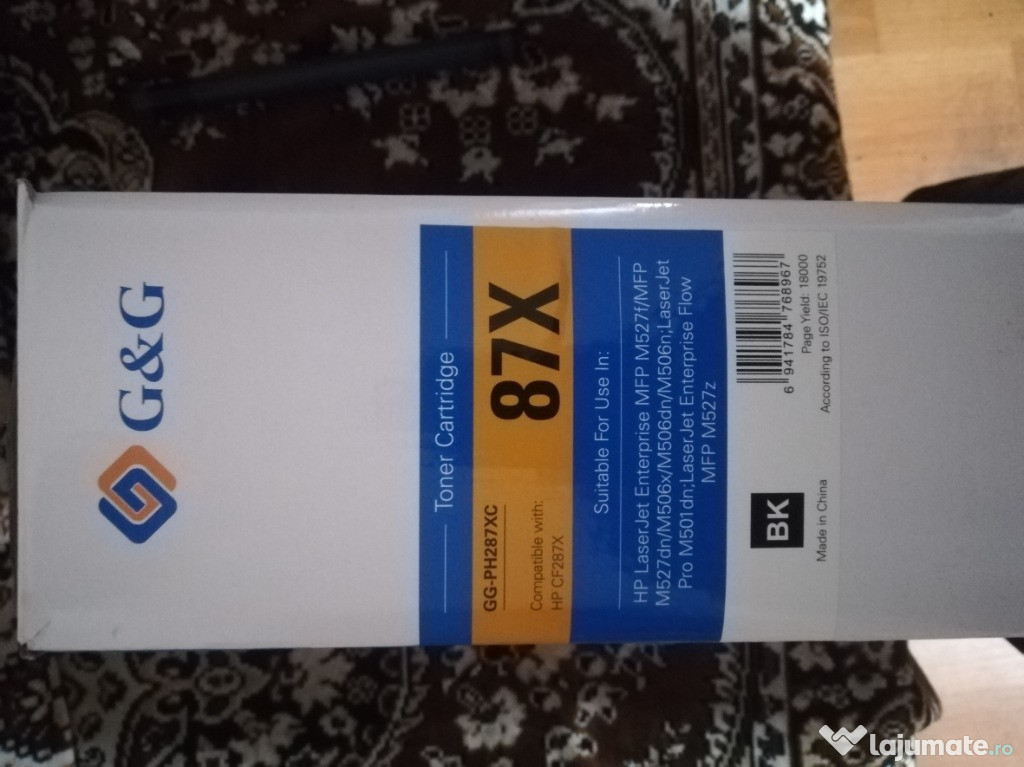 G&G
Toner Cartridge
GG-PH287XC
87X
Compatible with:
HP CF287X
Suitable For Use In:
HP LaserJet Enterprise MFP M527f/MFP
M527dn/M506x/M506dn/M506n;LaserJet
Pro M501dn;LaserJet Enterprise Flow
MFP M527z
BK
6 941784 768967
Page Yield: 18000
Made in China
According to ISO/IEC 19752
lajumate.ro